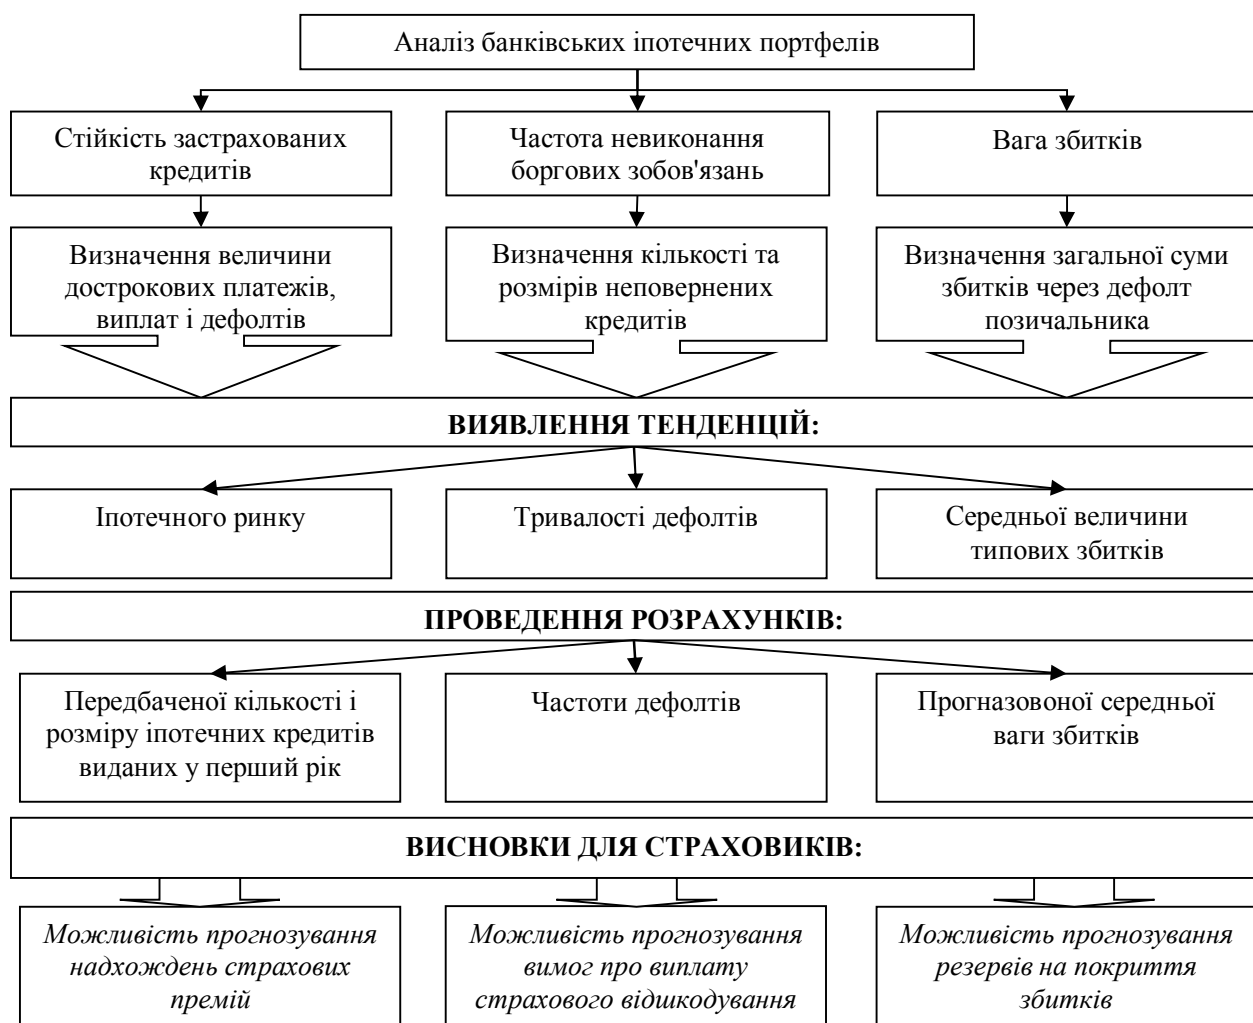 Аналіз банківських іпотечних портфелів
Стійкість застрахованих
кредитів
Частота невиконання
боргових зобов'язань
Вага збитків
Визначення величини
дострокових платежів,
виплат і дефолтів
Визначення кількості та
розмірів неповернених
кредитів
Визначення загальної суми
збитків через дефолт
позичальника
ВИЯВЛЕННЯ ТЕНДЕНЦІЙ:
Іпотечного ринку
Тривалості дефолтів
Середньої величини
типових збитків
ПРОВЕДЕННЯ РОЗРАХУНКІВ:
Передбаченої кількості і
розміру іпотечних кредитів
виданих у перший рік
Частоти дефолтів
Прогназовоної середньої
ваги збитків
ВИСНОВКИ ДЛЯ СТРАХОВИКІВ:
Можливість прогнозування
надхождень страхових
премій
Можливість прогнозування
вимог про виплату
страхового відшкодування
Можливість прогнозування
резервів на покриття
збитків